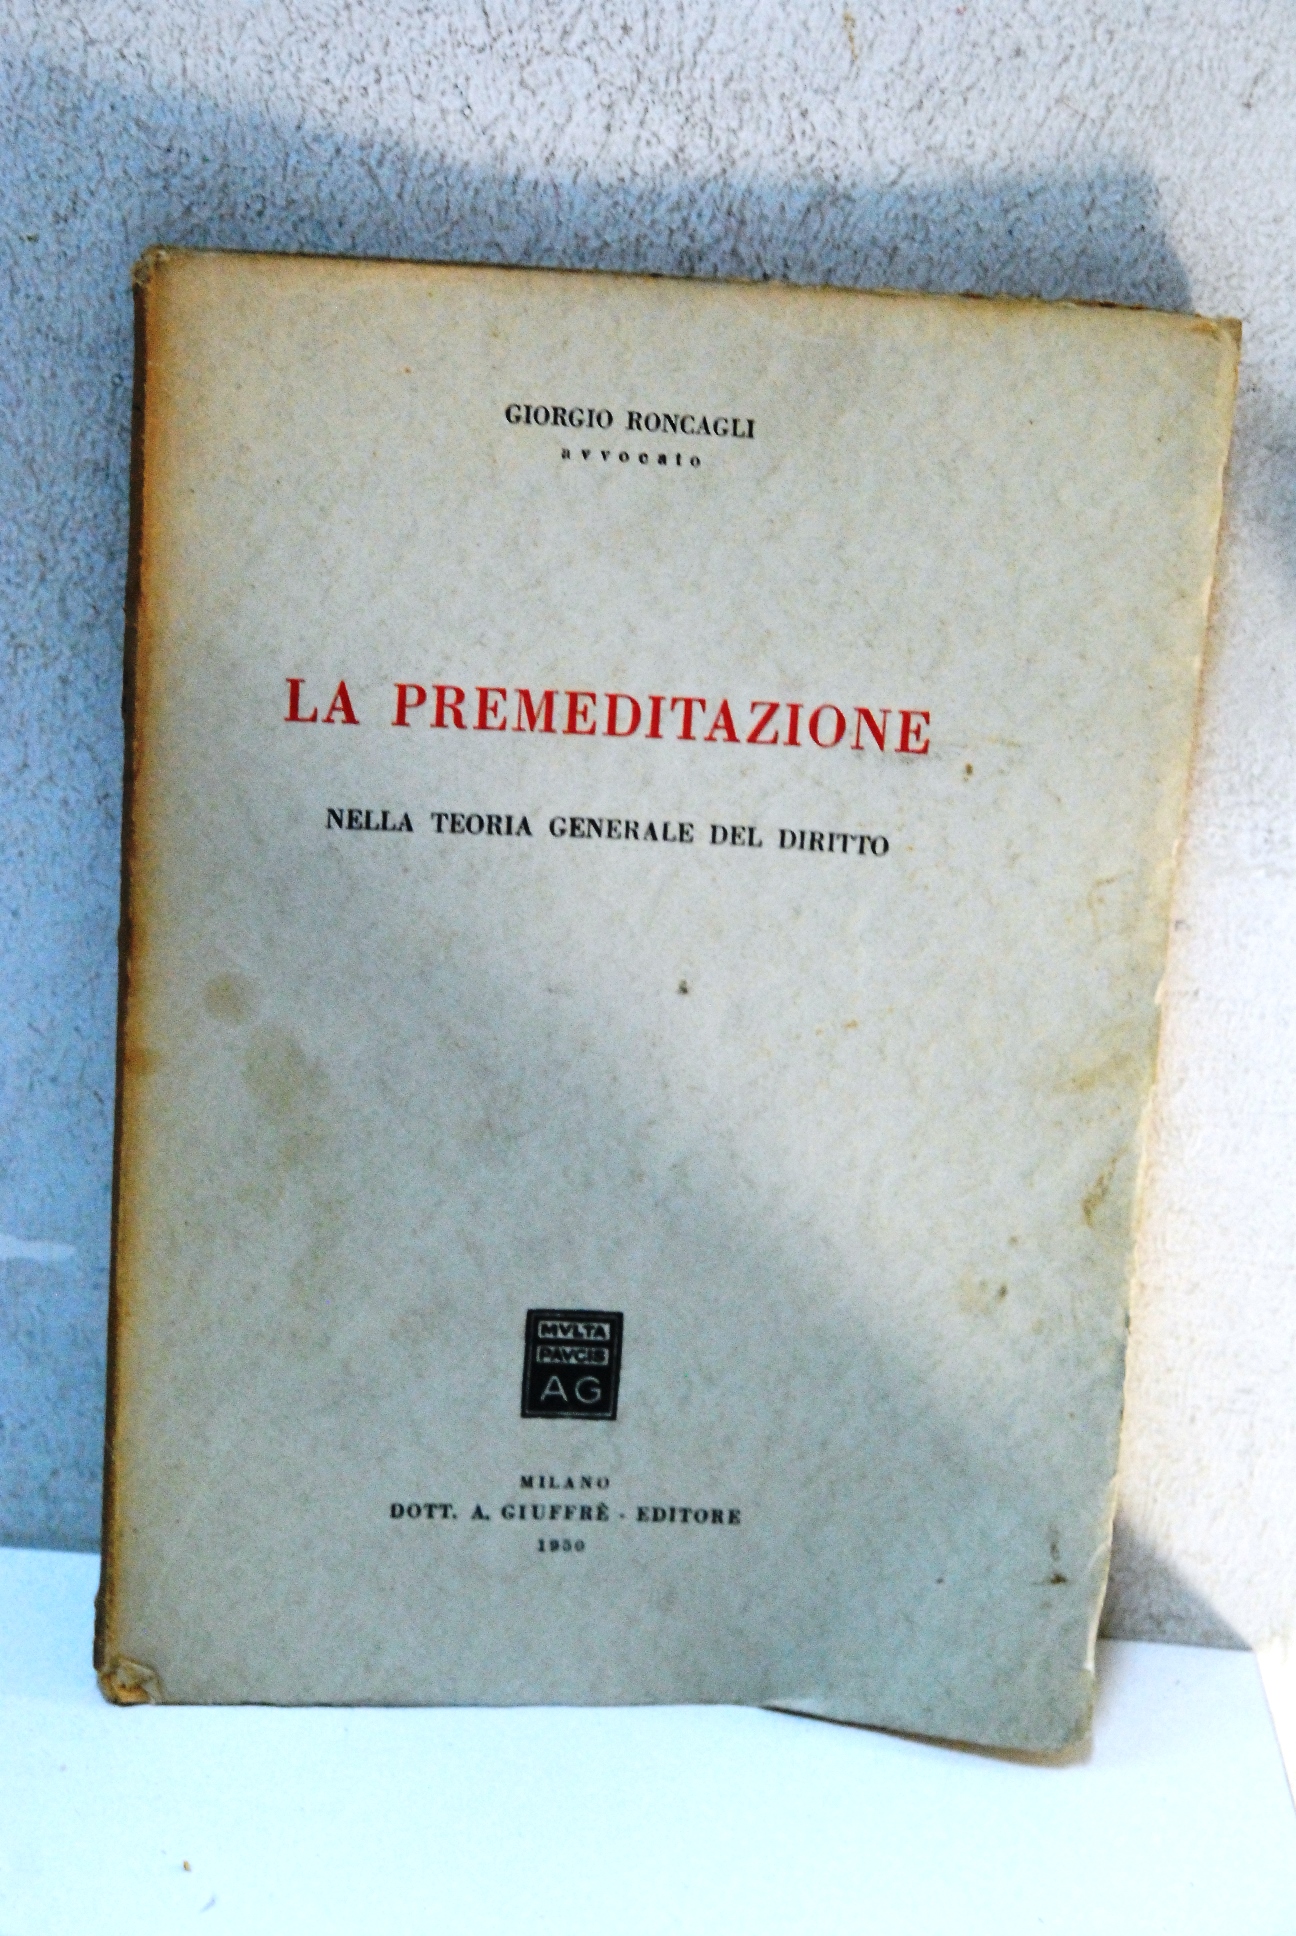 GIORGIO RONCAGLI
avvocato
LA PREMEDITAZIONE
NELLA TEORIA GENERALE DEL DIRITTO
MVLTA
PAVCIS
AG
MILANO
DOTT. A. GIUFFRÈ - EDITORE
1950